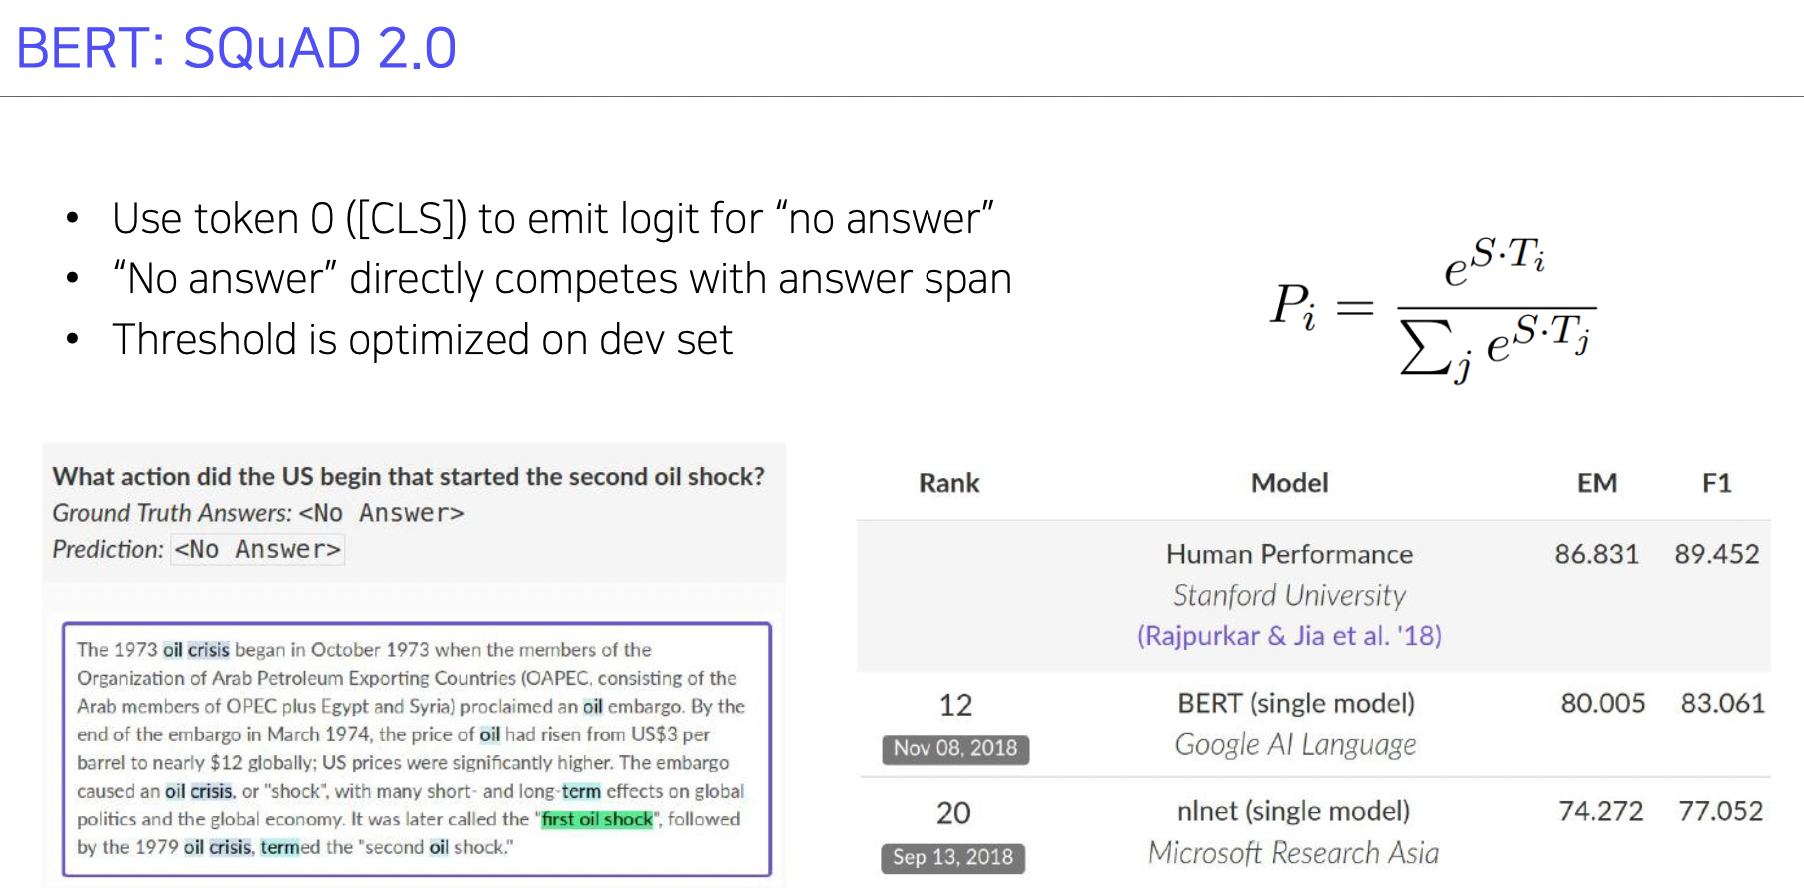 BERT: SQuAD 2.0
• Use token 0 ([CLS]) to emit logit for “no answer”
• “No answer” directly competes with answer span
• Threshold is optimized on dev set
P_i = e^{S·T_i} / ∑_j e^{S·T_j}
What action did the US begin that started the second oil shock?
Ground Truth Answers: <No Answer>
Prediction: <No Answer>
The 1973 oil crisis began in October 1973 when the members of the
Organization of Arab Petroleum Exporting Countries (OAPEC, consisting of the
Arab members of OPEC plus Egypt and Syria) proclaimed an oil embargo. By the
end of the embargo in March 1974, the price of oil had risen from US$3 per
barrel to nearly $12 globally; US prices were significantly higher. The embargo
caused an oil crisis, or "shock", with many short- and long-term effects on global
politics and the global economy. It was later called the "first oil shock", followed
by the 1979 oil crisis, termed the "second oil shock."
Rank Model EM F1
Human Performance 86.831 89.452
Stanford University
(Rajpurkar & Jia et al. '18)
12 BERT (single model) 80.005 83.061
Nov 08, 2018 Google AI Language
20 nlnet (single model) 74.272 77.052
Sep 13, 2018 Microsoft Research Asia